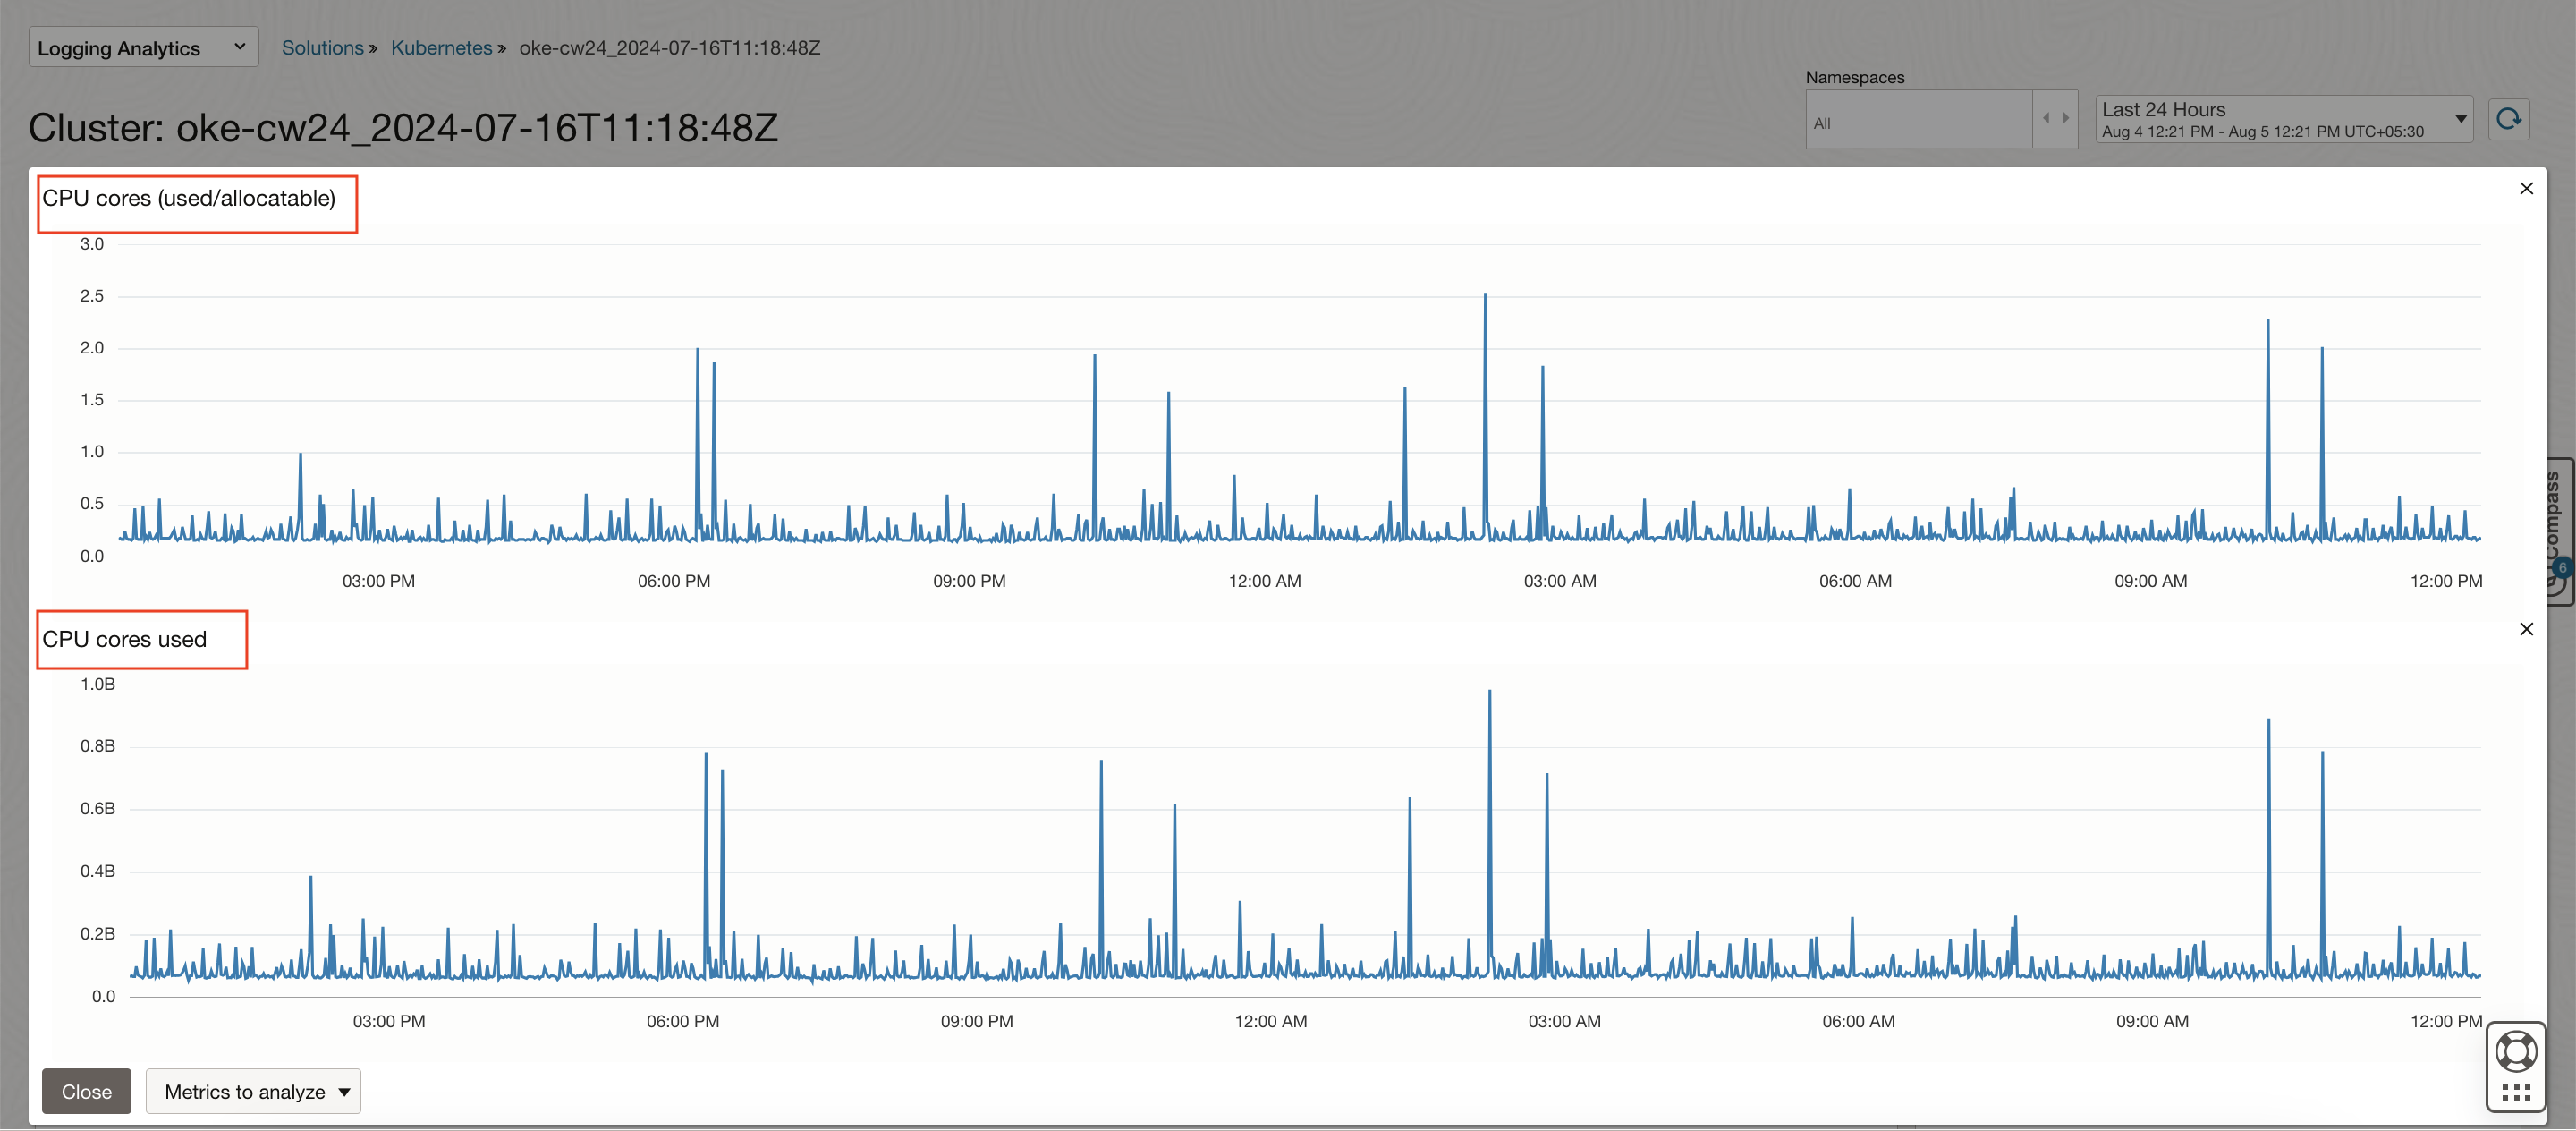 Logging Analytics
Solutions » Kubernetes » oke-cw24_2024-07-16T11:18:48Z
Namespaces
Cluster: oke-cw24_2024-07-16T11:18:48Z
All
Last 24 Hours
Aug 4 12:21 PM - Aug 5 12:21 PM UTC+05:30
CPU cores (used/allocatable)
3.0
2.5
2.0
1.5
1.0
0.5
0.0
03:00 PM 06:00 PM 09:00 PM 12:00 AM 03:00 AM 06:00 AM 09:00 AM 12:00 PM
Compass
6
CPU cores used
1.0B
0.8B
0.6B
0.4B
0.2B
0.0
03:00 PM 06:00 PM 09:00 PM 12:00 AM 03:00 AM 06:00 AM 09:00 AM 12:00 PM
Close
Metrics to analyze